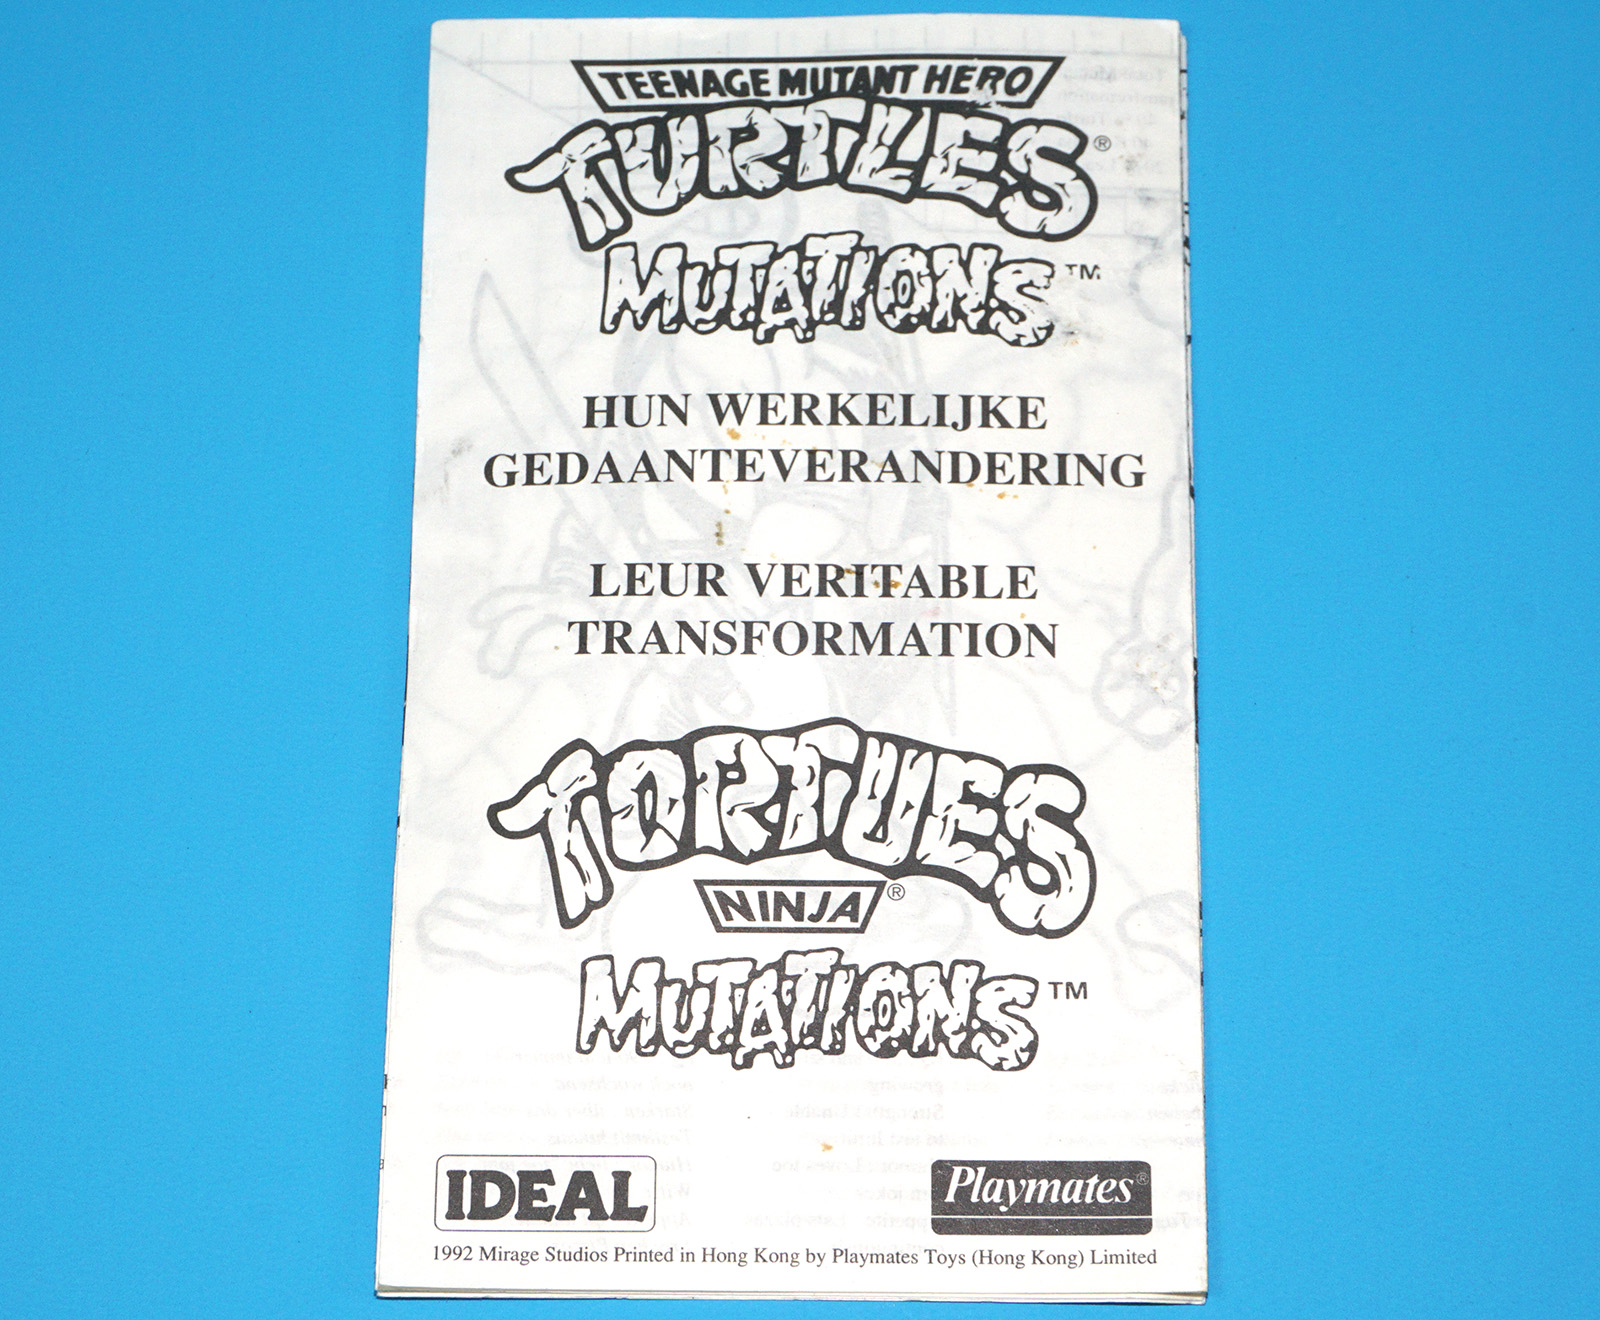 TEENAGE MUTANT HERO
TURTLES®
MUTATIONS™
HUN WERKELIJKE
GEDAANTEVERANDERING
LEUR VERITABLE
TRANSFORMATION
TORTUES
NINJA®
MUTATIONS™
IDEAL
Playmates®
1992 Mirage Studios Printed in Hong Kong by Playmates Toys (Hong Kong) Limited